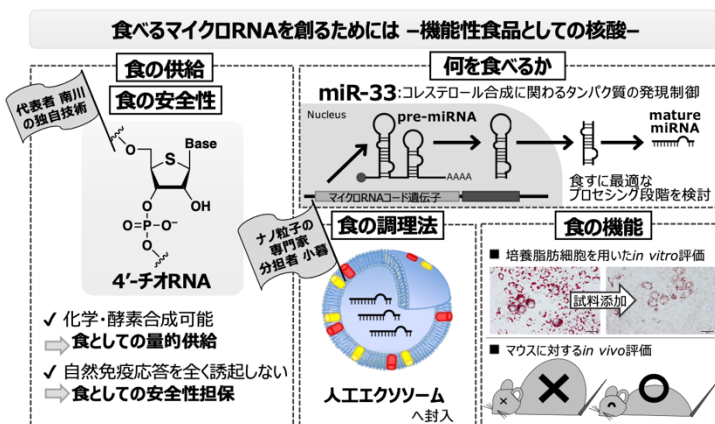 食べるマイクロRNAを創るためには –機能性食品としての核酸–
食の供給
食の安全性
代表者 南川
の独自技術
Base
O
S
O
OH
O=P–O⁻
O
4'-チオRNA
✓ 化学・酵素合成可能
食としての量的供給
✓ 自然免疫応答を全く誘起しない
食としての安全性担保
何を食べるか
miR-33:コレステロール合成に関わるタンパク質の発現制御
Nucleus
pre-miRNA
mature
miRNA
AAAA
マイクロRNAコード遺伝子
食すに最適な
プロセシング段階を検討
食の調理法
ナノ粒子の
専門家
分担者 小暮
人工エクソソーム
へ封入
食の機能
■ 培養脂肪細胞を用いたin vitro評価
試料添加
■ マウスに対するin vivo評価